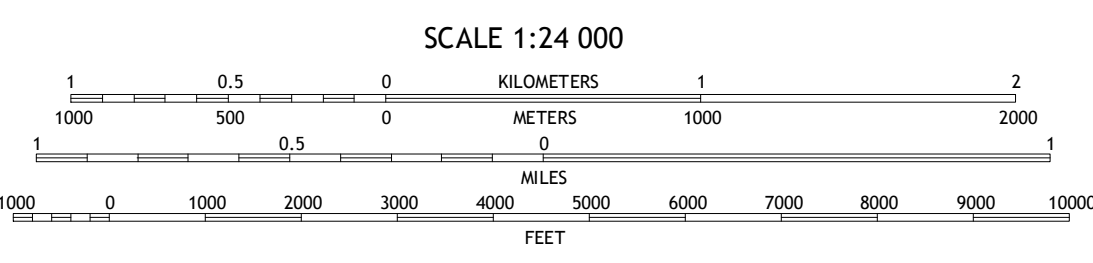 SCALE 1:24 000
1 0.5 0 KILOMETERS 1 2
1000 500 0 METERS 1000 2000
1 0.5 0 1
MILES
1000 0 1000 2000 3000 4000 5000 6000 7000 8000 9000 10000
FEET